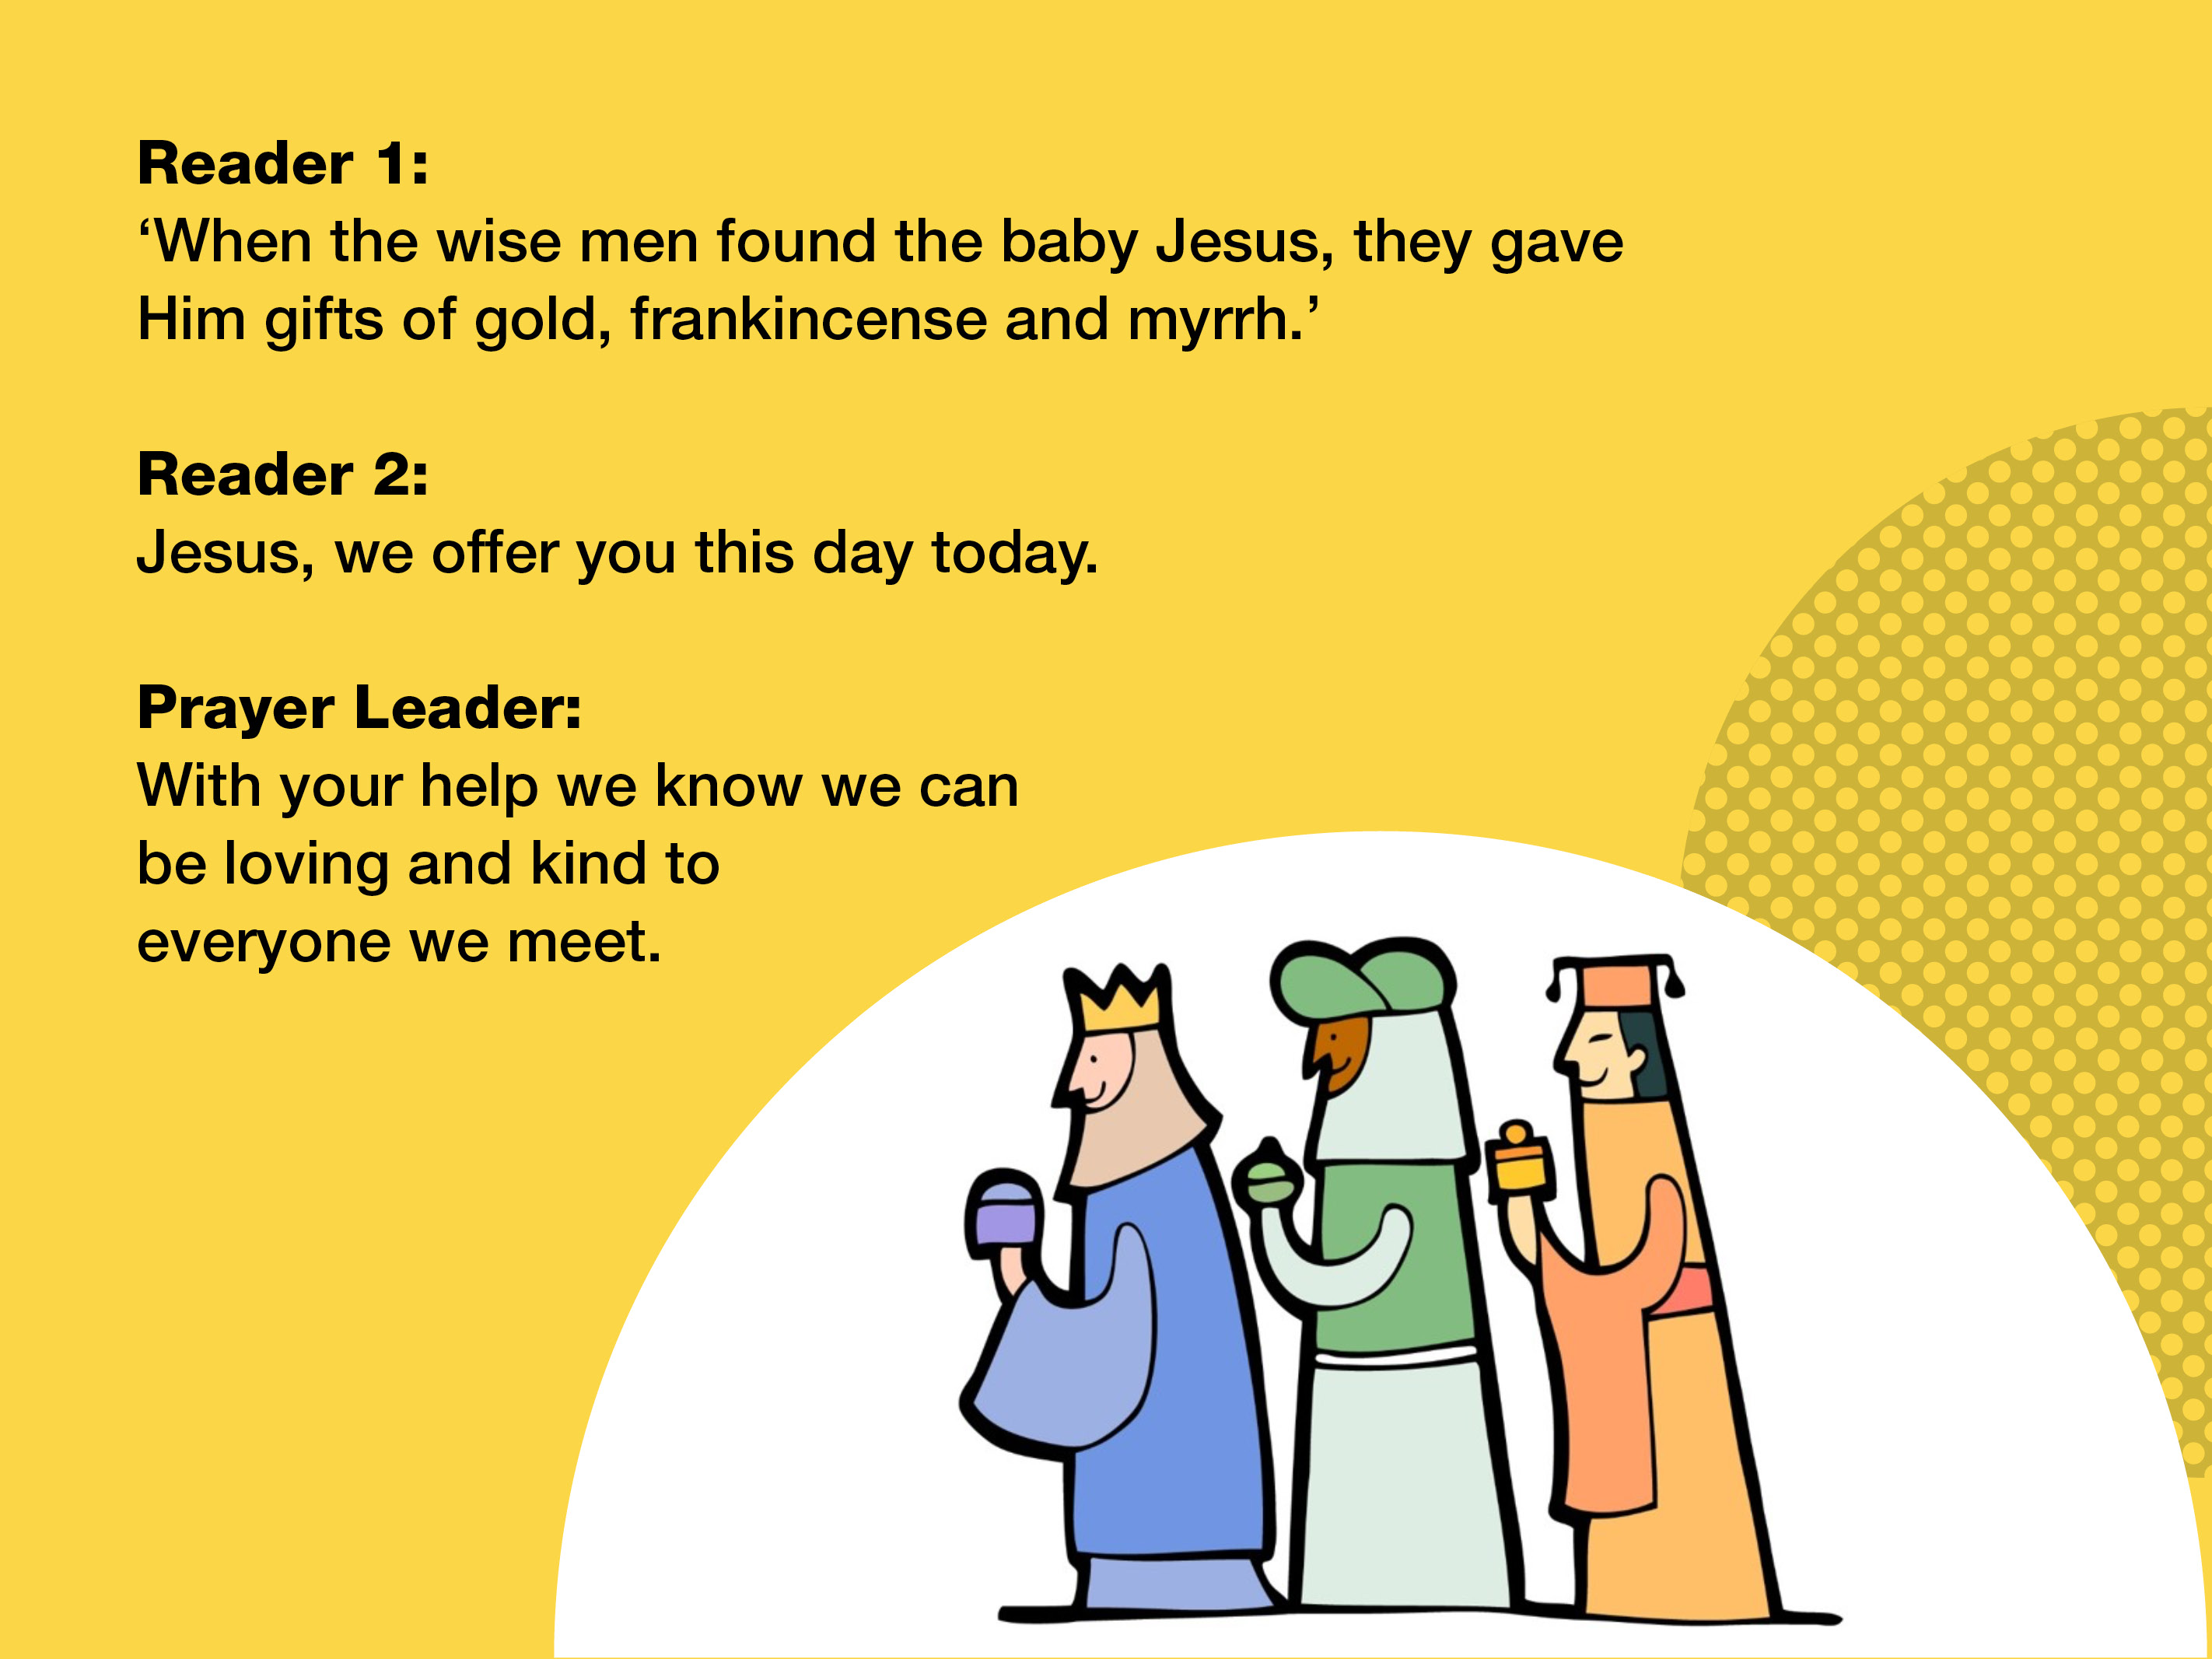 Reader 1:
‘When the wise men found the baby Jesus, they gave
Him gifts of gold, frankincense and myrrh.’
Reader 2:
Jesus, we offer you this day today.
Prayer Leader:
With your help we know we can
be loving and kind to
everyone we meet.